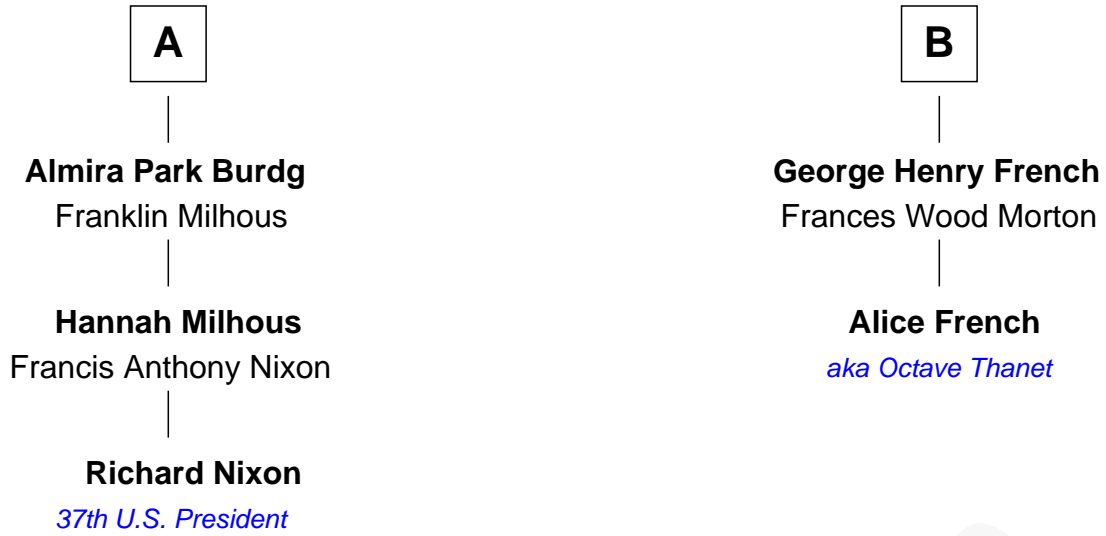 A
Almira Park Burdg
Franklin Milhous
Hannah Milhous
Francis Anthony Nixon
Richard Nixon
37th U.S. President
B
George Henry French
Frances Wood Morton
Alice French
aka Octave Thanet